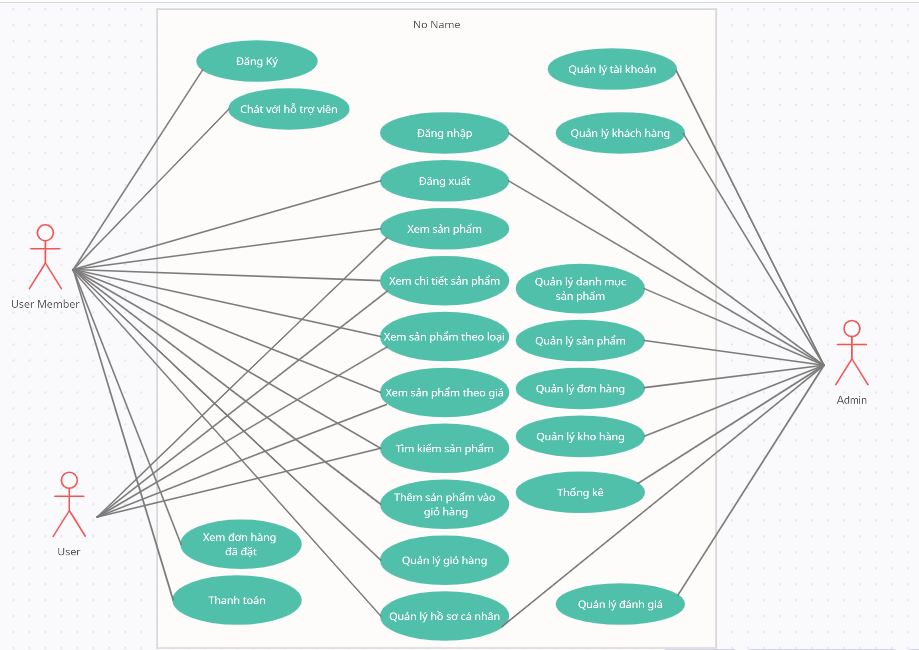 No Name
Đăng Ký
Chát với hỗ trợ viên
Quản lý tài khoản
Đăng nhập
Quản lý khách hàng
Đăng xuất
Xem sản phẩm
Xem chi tiết sản phẩm
Quản lý danh mục
sản phẩm
User Member
Xem sản phẩm theo loại
Quản lý sản phẩm
Xem sản phẩm theo giá
Quản lý đơn hàng
Admin
Tìm kiếm sản phẩm
Quản lý kho hàng
Thêm sản phẩm vào
giỏ hàng
Thống kê
User
Xem đơn hàng
đã đặt
Quản lý giỏ hàng
Thanh toán
Quản lý hồ sơ cá nhân
Quản lý đánh giá